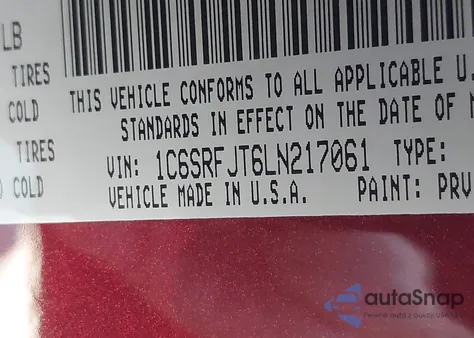 LB
TIRES
COLD
THIS VEHICLE CONFORMS TO ALL APPLICABLE U.
STANDARDS IN EFFECT ON THE DATE OF
TIRES
VIN: 1C6SRFJT6LN217061 TYPE:
COLD
VEHICLE MADE IN U.S.A. PAINT: PRV
autaSnap